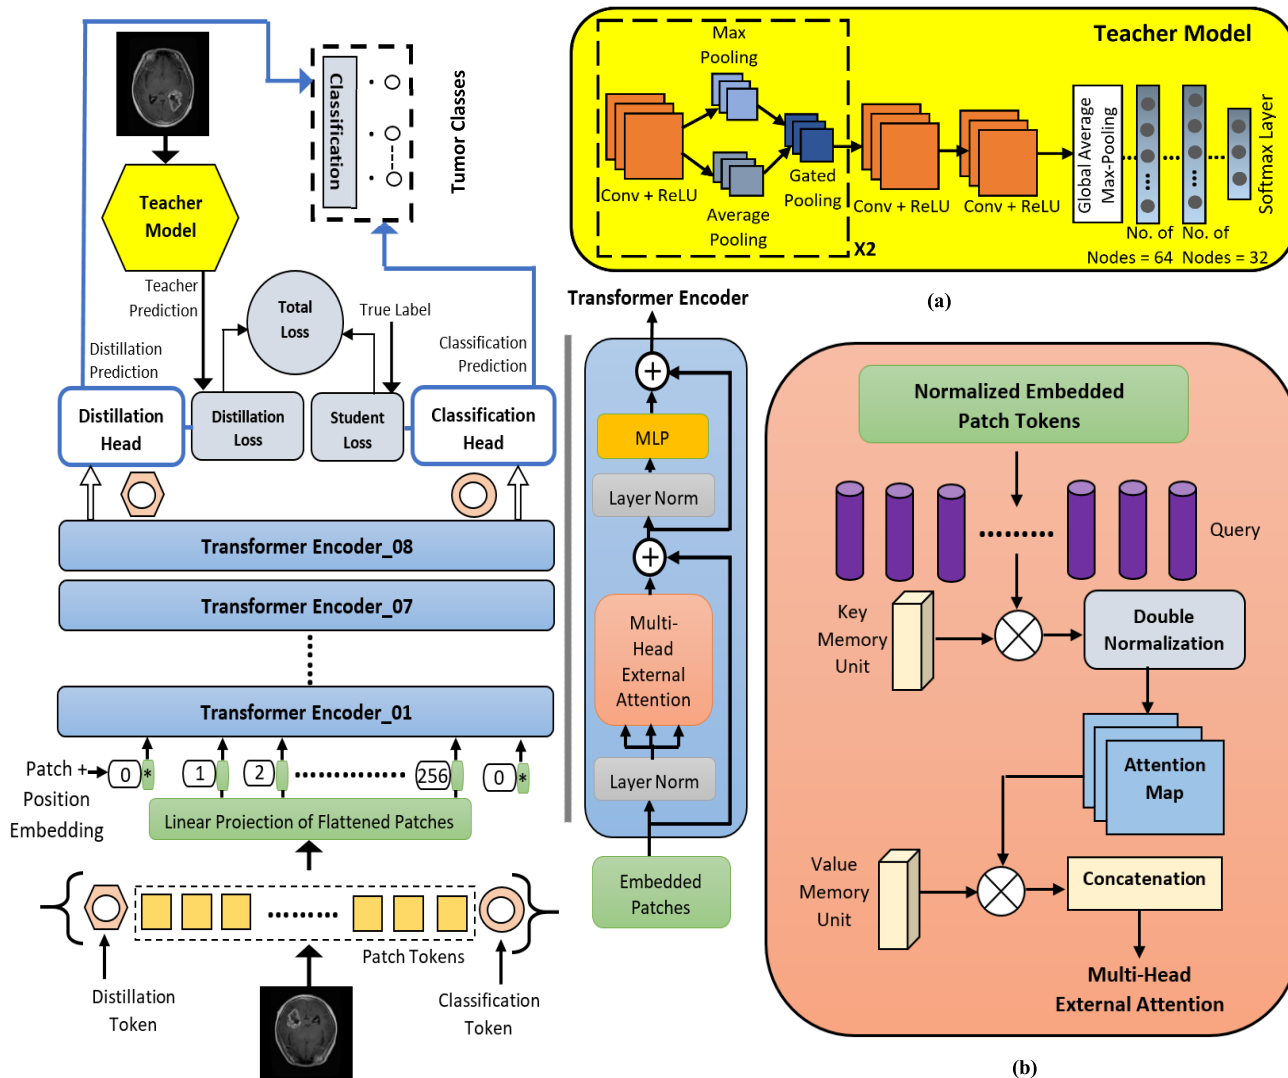 Classification
Tumor Classes
Teacher
Model
Teacher
Prediction
Total
Loss
True Label
Distillation
Prediction
Classification
Prediction
Distillation
Head
Distillation
Loss
Student
Loss
Classification
Head
Transformer Encoder_08
Transformer Encoder_07
Transformer Encoder_01
Patch +
Position
Embedding
0 * 1 2 256 0 *
Linear Projection of Flattened Patches
Patch Tokens
Distillation
Token
Classification
Token
Teacher Model
Max
Pooling
Conv + ReLU
Average
Pooling
Gated
Pooling
X2
Conv + ReLU
Conv + ReLU
Global Average
Max-Pooling
No. of
Nodes = 64
No. of
Nodes = 32
Softmax Layer
(a)
Transformer Encoder
+
MLP
Layer Norm
+
Multi-
Head
External
Attention
Layer Norm
Embedded
Patches
Normalized Embedded
Patch Tokens
Query
Key
Memory
Unit
Double
Normalization
Attention
Map
Value
Memory
Unit
Concatenation
Multi-Head
External Attention
(b)